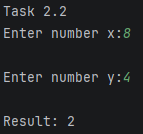 Task 2.2
Enter number x:8
Enter number y:4
Result: 2